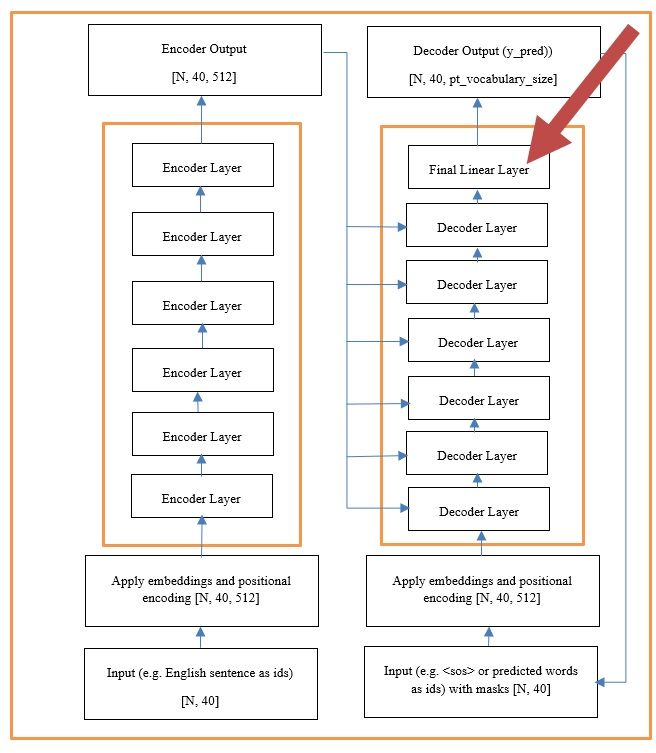 Encoder Output
[N, 40, 512]
Encoder Layer
Encoder Layer
Encoder Layer
Encoder Layer
Encoder Layer
Encoder Layer
Apply embeddings and positional
encoding [N, 40, 512]
Input (e.g. English sentence as ids)
[N, 40]
Decoder Output (y_pred))
[N, 40, pt_vocabulary_size]
Final Linear Layer
Decoder Layer
Decoder Layer
Decoder Layer
Decoder Layer
Decoder Layer
Decoder Layer
Apply embeddings and positional
encoding [N, 40, 512]
Input (e.g. <sos> or predicted words
as ids) with masks [N, 40]